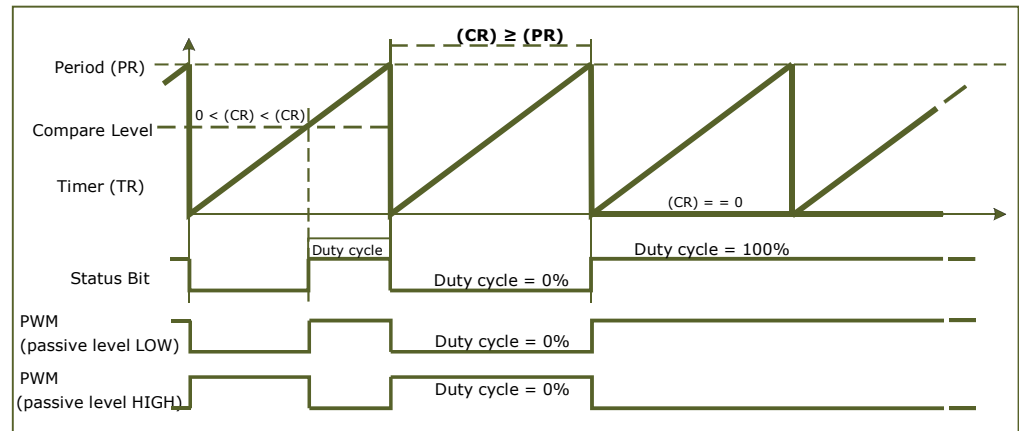 (CR) ≥ (PR)
Period (PR)
0 < (CR) < (CR)
Compare Level
Timer (TR)
(CR) = = 0
Duty cycle
Duty cycle = 100%
Status Bit
Duty cycle = 0%
PWM
(passive level LOW)
Duty cycle = 0%
PWM
(passive level HIGH)
Duty cycle = 0%